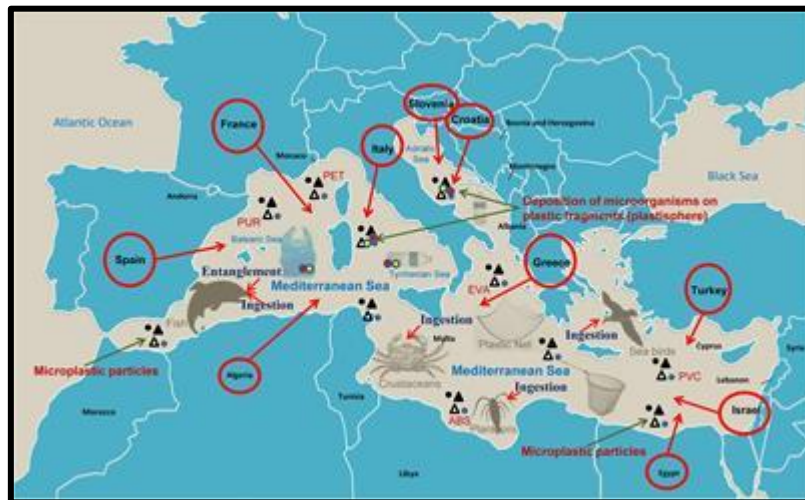 Slovenia
Croatia
Bosnia and Herzegovina
France
Italy
Adriatic
Sea
Atlantic Ocean
Monaco
Montenegro
Black Sea
PET
Andorra
Deposition of microorganisms on
plastic fragments (plastisphere)
PUR
Albania
Balearic Sea
Spain
Greece
Entanglement
Tyrrhenian Sea
Mediterranean Sea
EVA
Turkey
Ingestion
Fish
Ingestion
Ingestion
Malta
Plastic Net
Sea birds
Cyprus
Syria
Microplastic particles
Algeria
Crustaceans
Mediterranean Sea
PVC
Lebanon
Ingestion
Morocco
Tunisia
ABS
Israel
Microplastic particles
Libya
Egypt